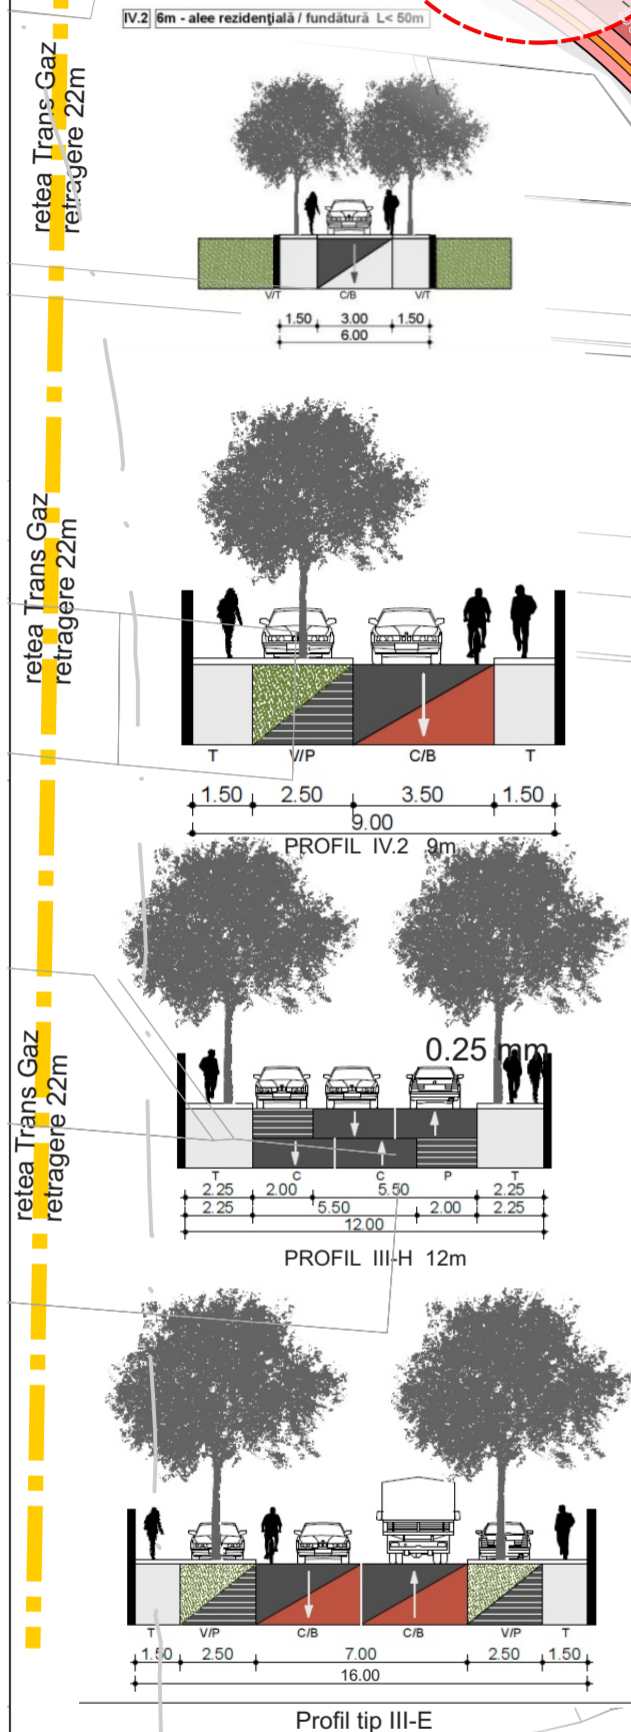 IV.2 6m - alee rezidenţială / fundătură L< 50m
retea Trans Gaz
retragere 22m
V/T C/B V/T
1.50 3.00 1.50
6.00
retea Trans Gaz
retragere 22m
T V/P C/B T
1.50 2.50 3.50 1.50
9.00
PROFIL IV.2 9m
0.25 mm
retea Trans Gaz
retragere 22m
T C C P T
2.25 2.00 5.50 2.25
2.25 5.50 2.00 2.25
12.00
PROFIL III-H 12m
T V/P C/B C/B V/P T
1.50 2.50 7.00 2.50 1.50
16.00
Profil tip III-E